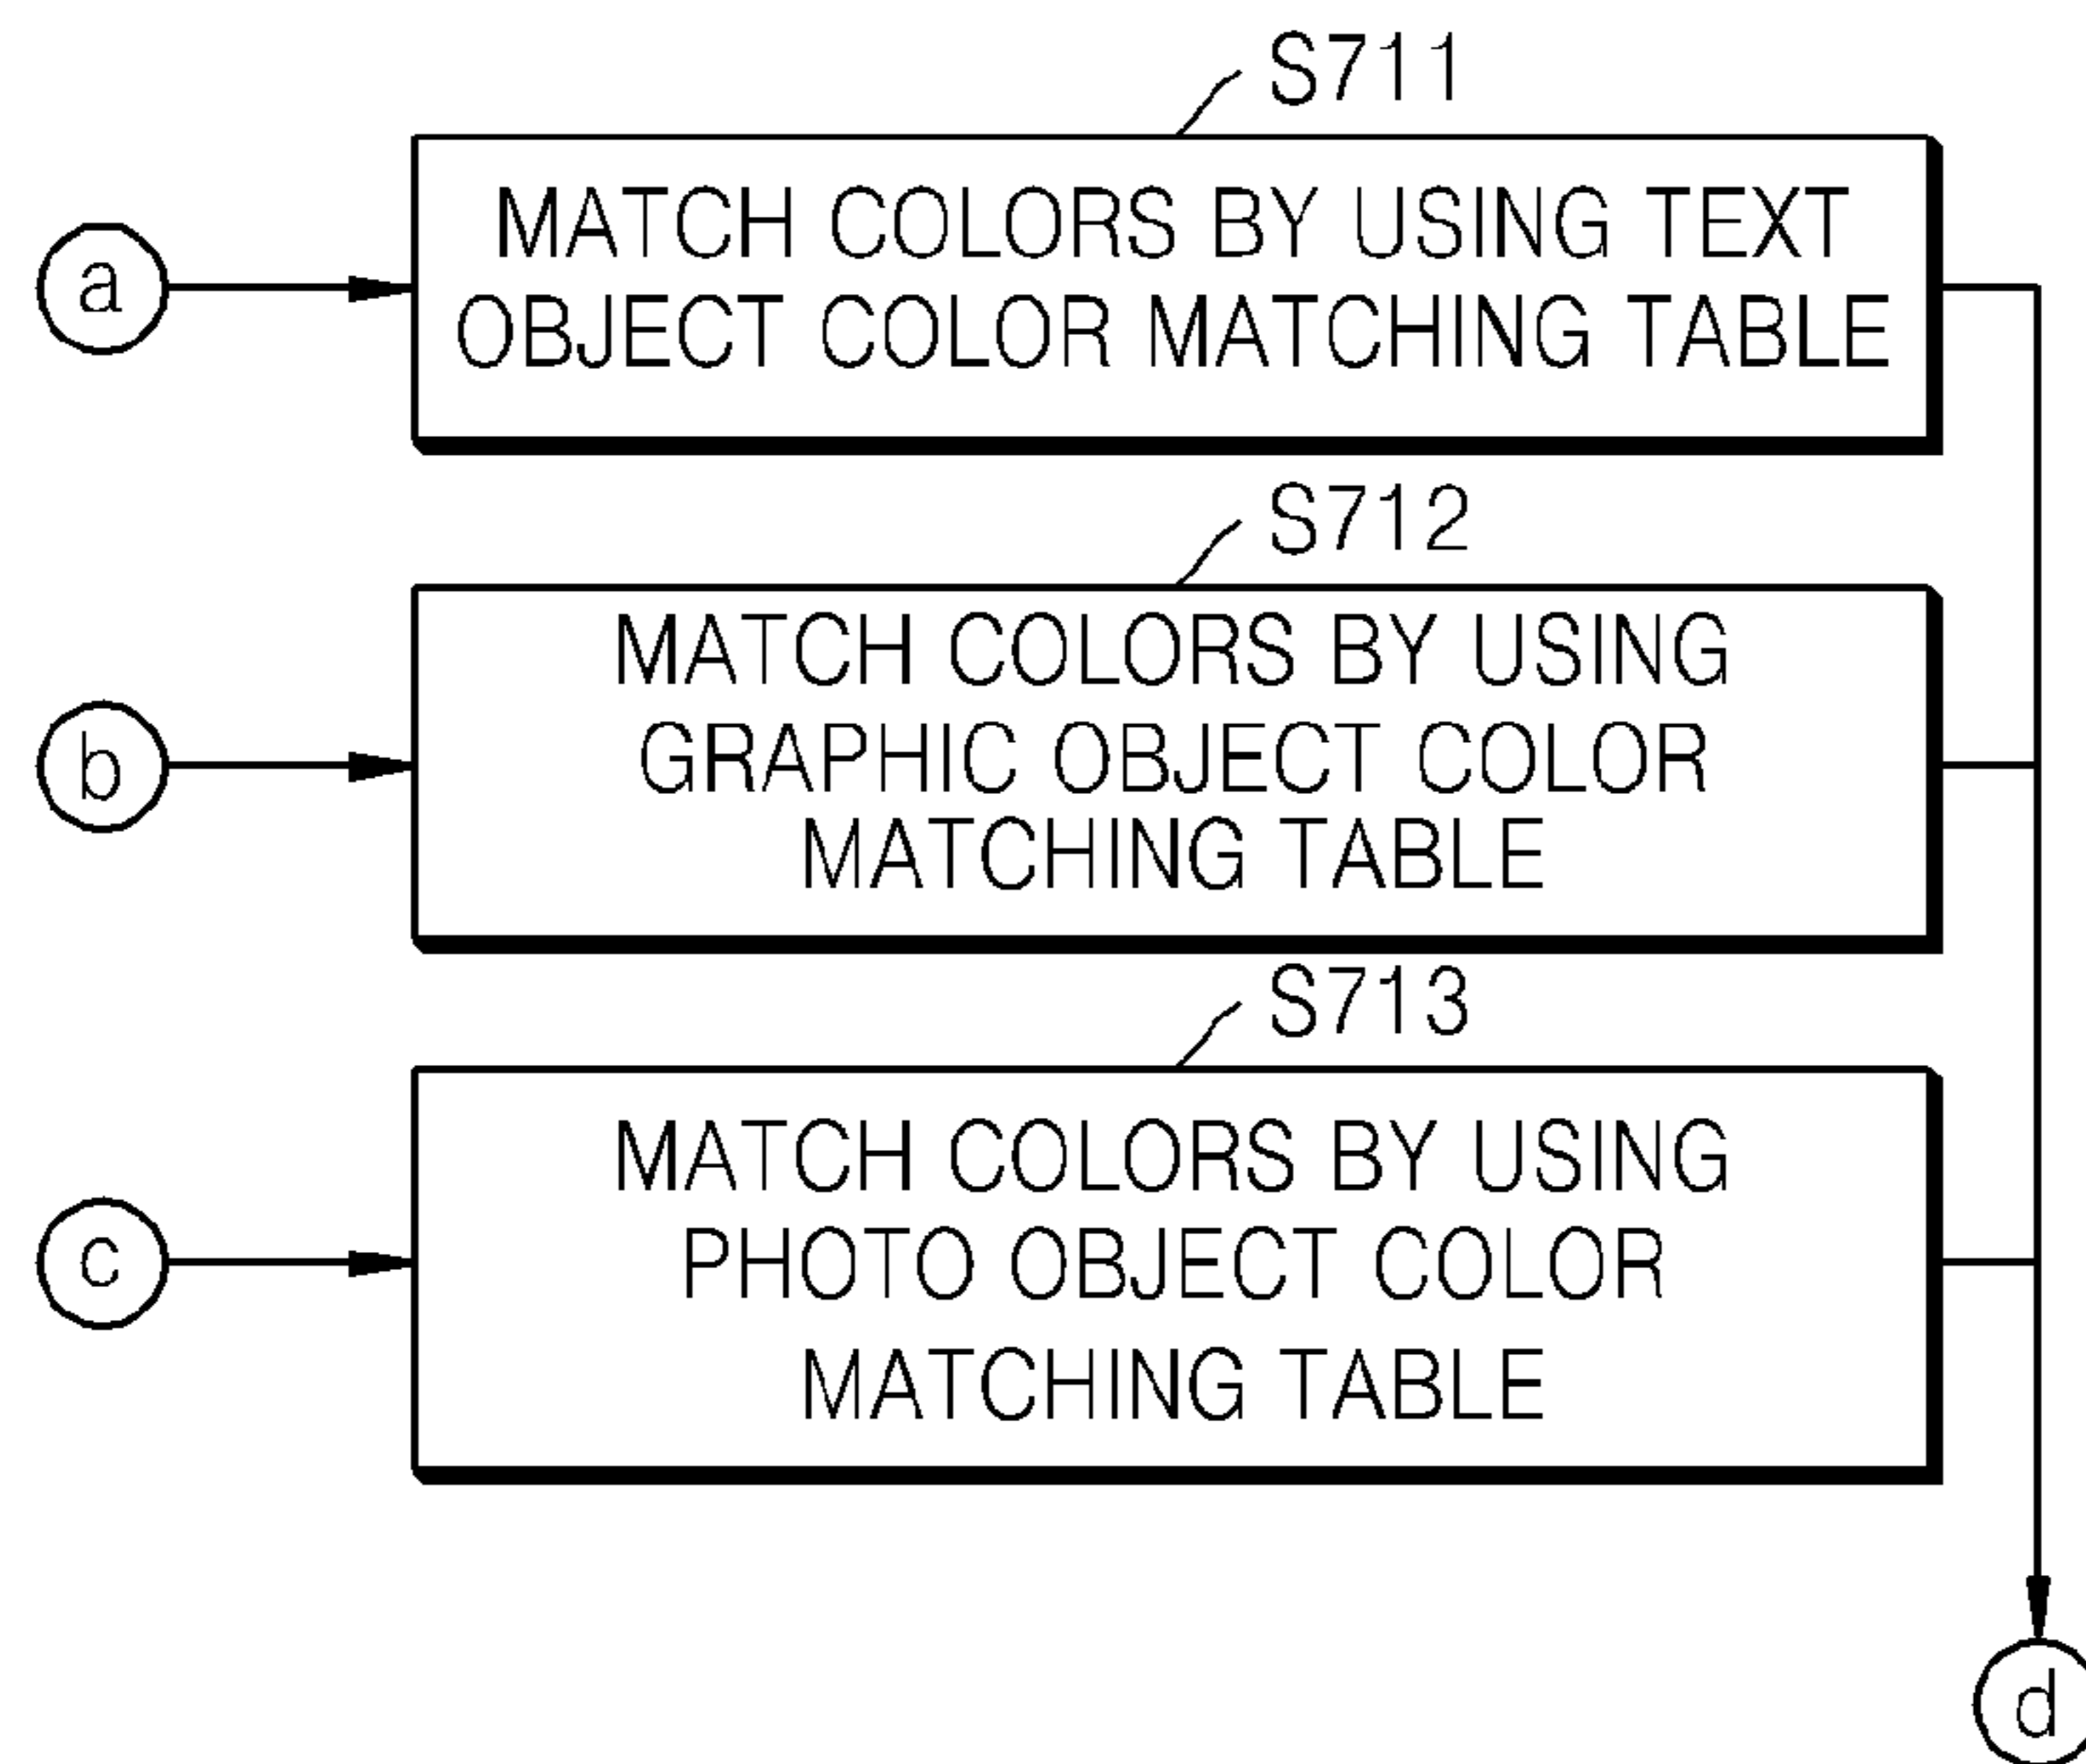 S711
a
MATCH COLORS BY USING TEXT
OBJECT COLOR MATCHING TABLE
S712
b
MATCH COLORS BY USING
GRAPHIC OBJECT COLOR
MATCHING TABLE
S713
c
MATCH COLORS BY USING
PHOTO OBJECT COLOR
MATCHING TABLE
d